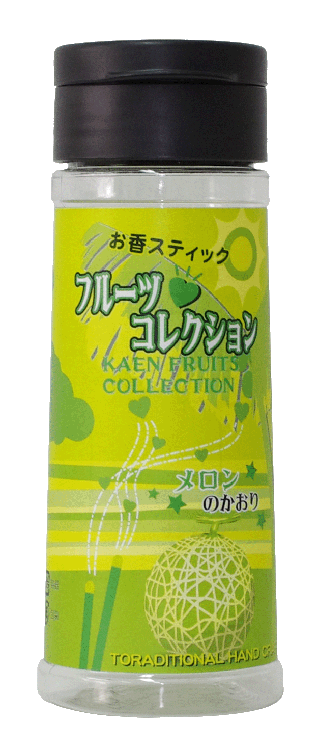 お香スティック
フルーツ
コレクション
KAEN FRUITS
COLLECTION
メロン
のかおり
TORADITIONAL HAND